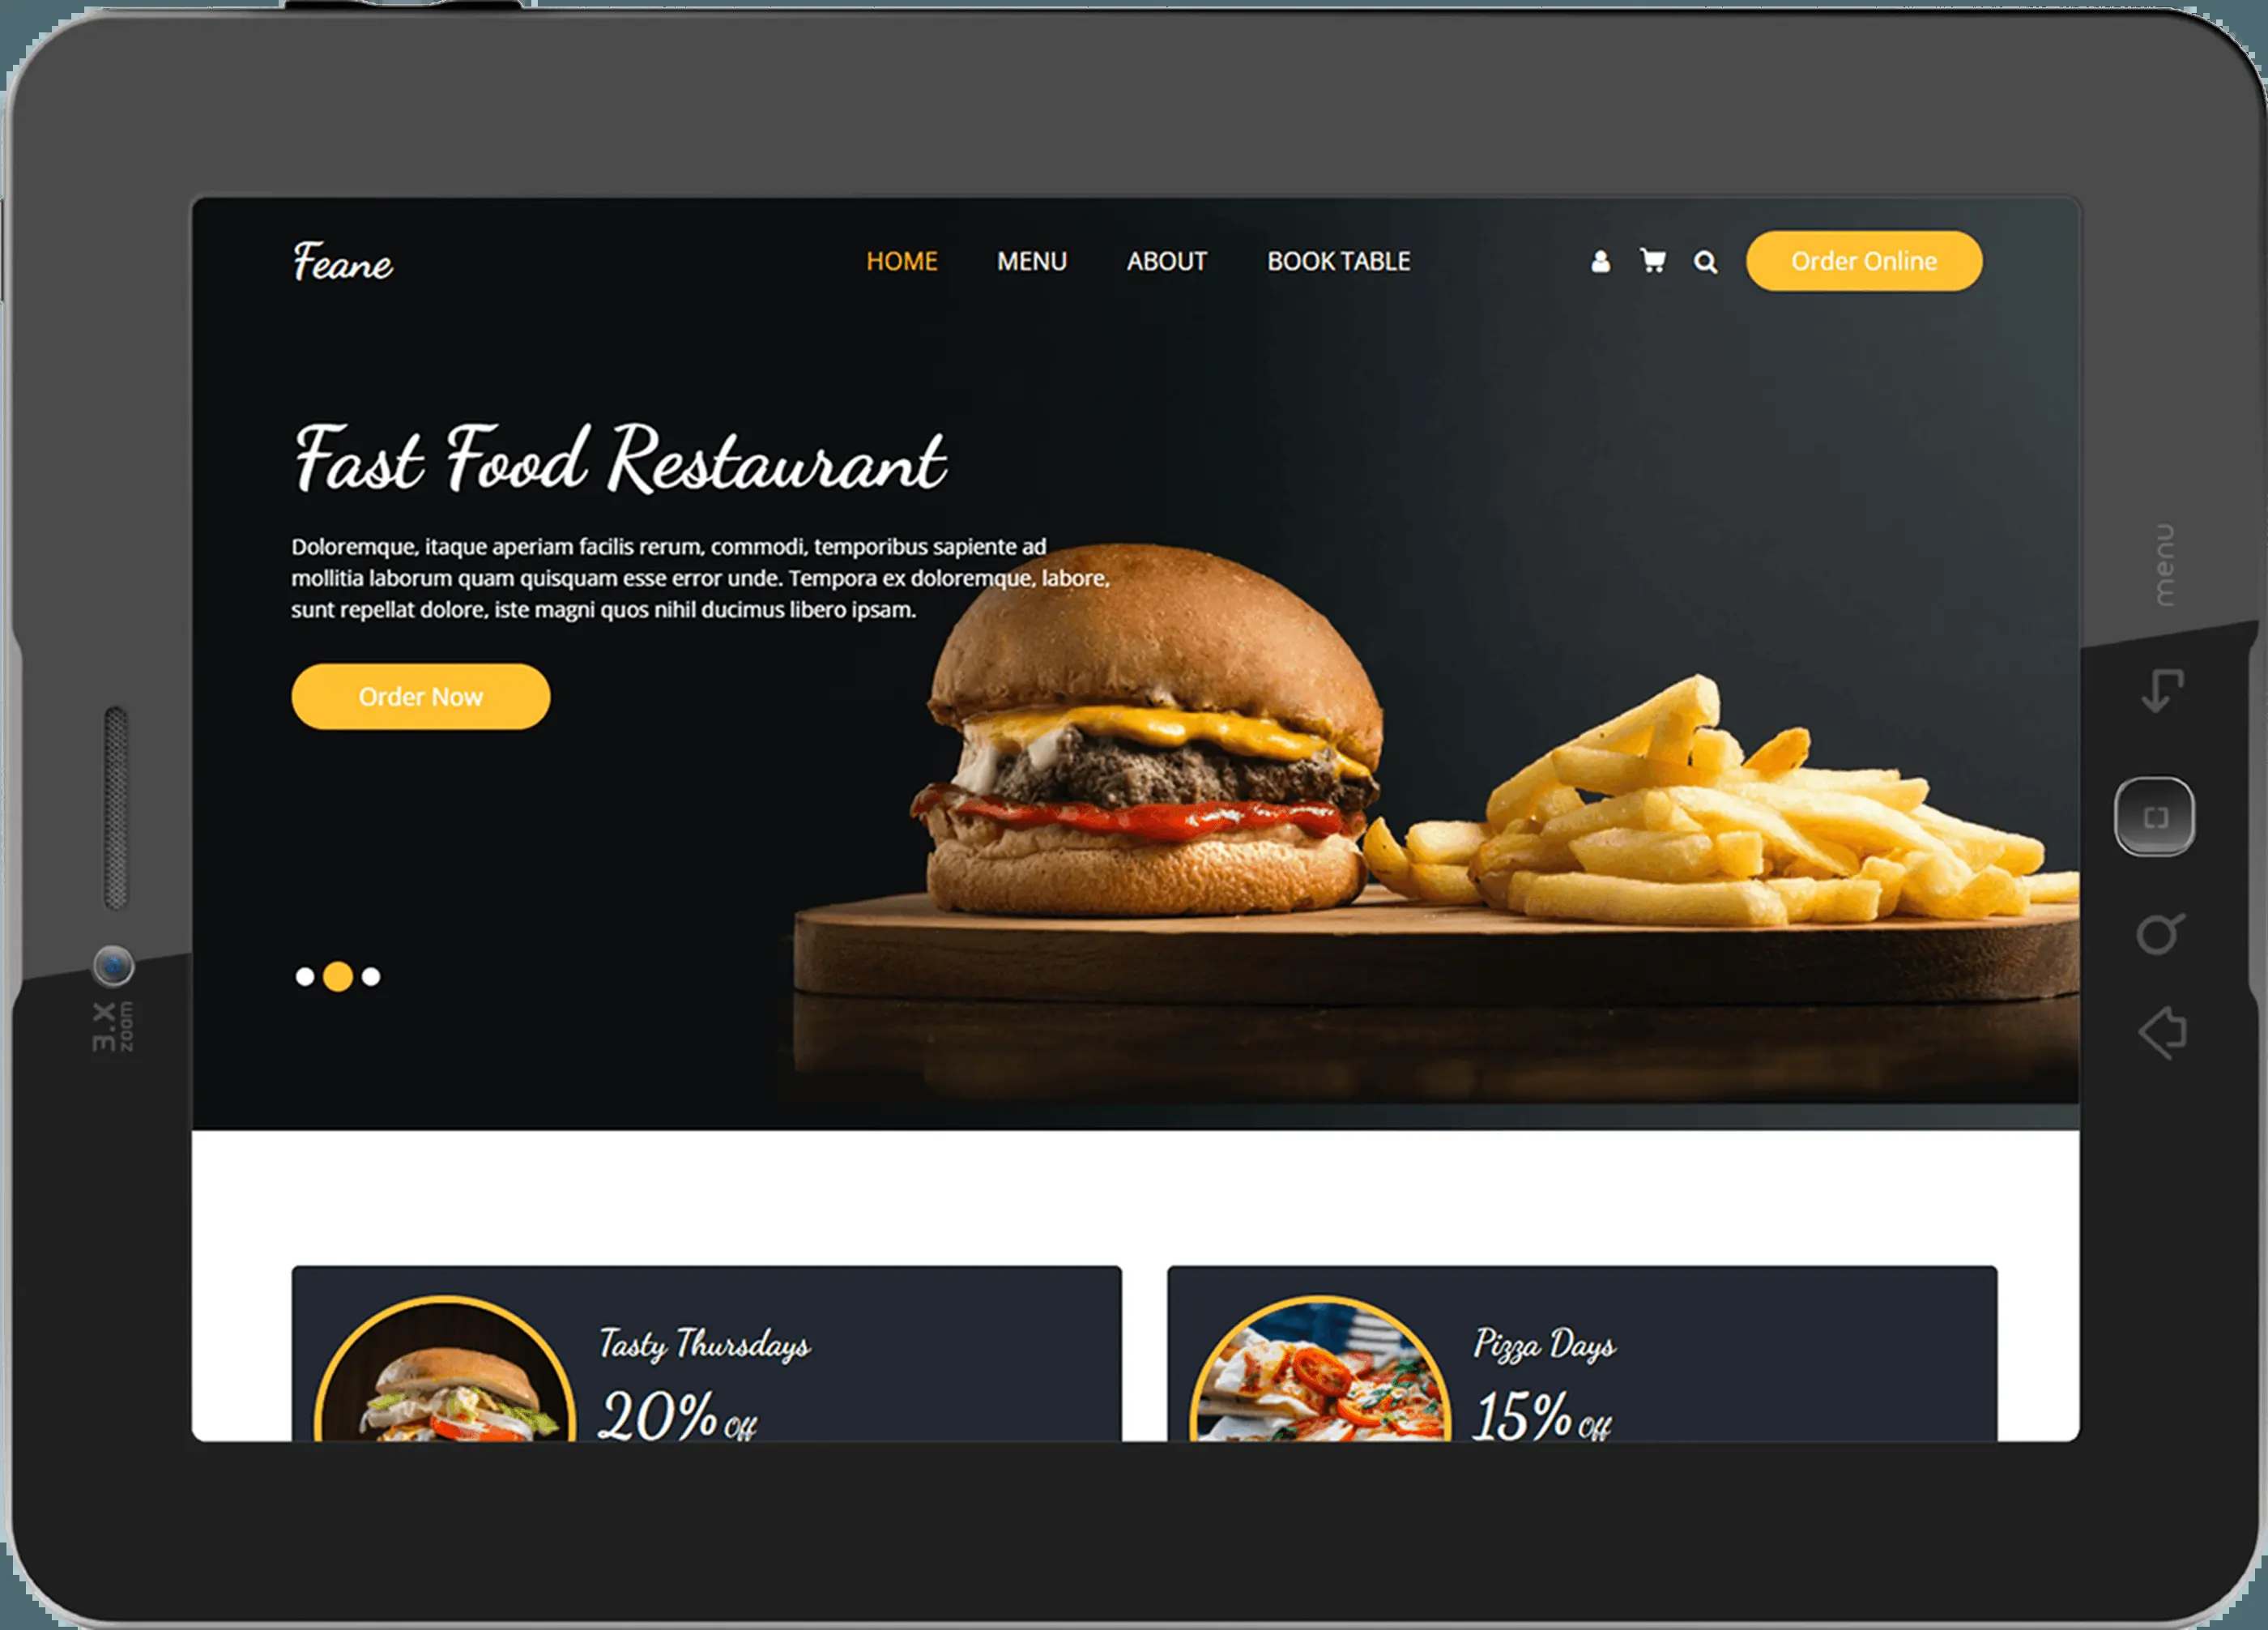 Feane
HOME MENU ABOUT BOOK TABLE Order Online
Fast Food Restaurant
Doloremque, itaque aperiam facilis rerum, commodi, temporibus sapiente ad
mollitia laborum quam quisquam esse error unde. Tempora ex doloremque, labore,
sunt repellat dolore, iste magni quos nihil ducimus libero ipsam.
Order Now
Tasty Thursdays
20% Off
Pizza Days
15% Off
menu
3.X
zoom